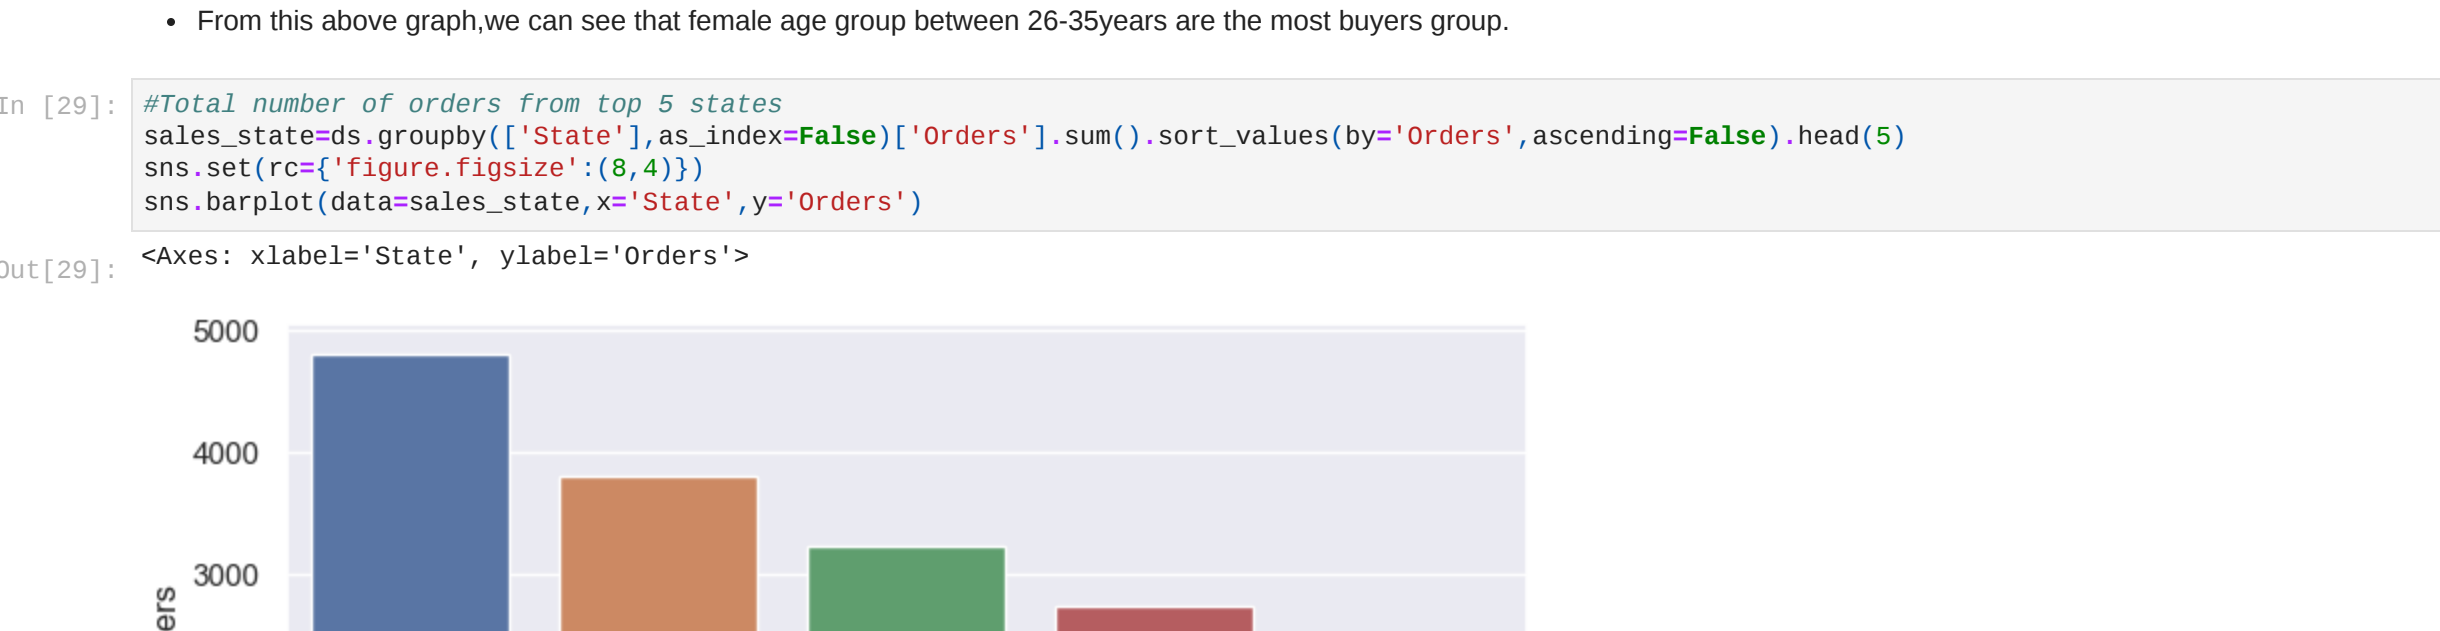 • From this above graph,we can see that female age group between 26-35years are the most buyers group.
In [29]:
#Total number of orders from top 5 states
sales_state=ds.groupby(['State'],as_index=False)['Orders'].sum().sort_values(by='Orders',ascending=False).head(5)
sns.set(rc={'figure.figsize':(8,4)})
sns.barplot(data=sales_state,x='State',y='Orders')
Out[29]:
<Axes: xlabel='State', ylabel='Orders'>
5000
4000
3000
ers